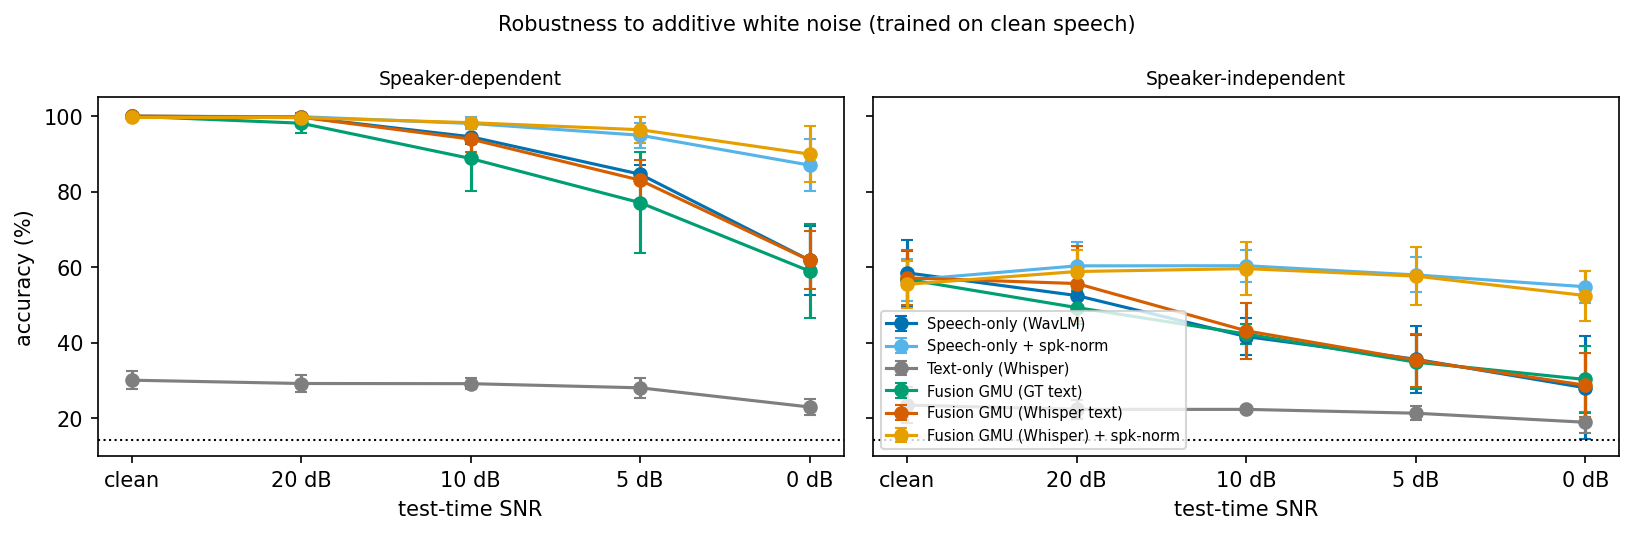 Robustness to additive white noise (trained on clean speech)
Speaker-dependent
accuracy (%)
100
80
60
40
20
clean
20 dB
10 dB
5 dB
0 dB
test-time SNR
Speaker-independent
Speech-only (WavLM)
Speech-only + spk-norm
Text-only (Whisper)
Fusion GMU (GT text)
Fusion GMU (Whisper text)
Fusion GMU (Whisper) + spk-norm
clean
20 dB
10 dB
5 dB
0 dB
test-time SNR